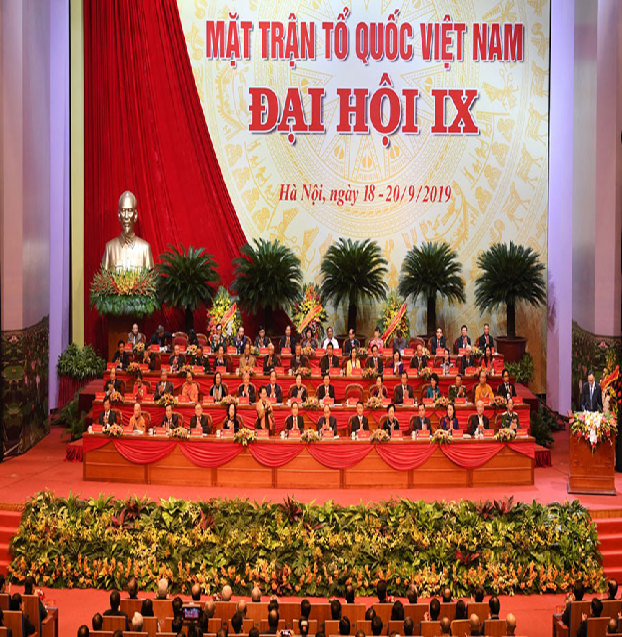 MẶT TRẬN TỔ QUỐC VIỆT NAM
ĐẠI HỘI IX
Hà Nội, ngày 18 - 20/9/2019